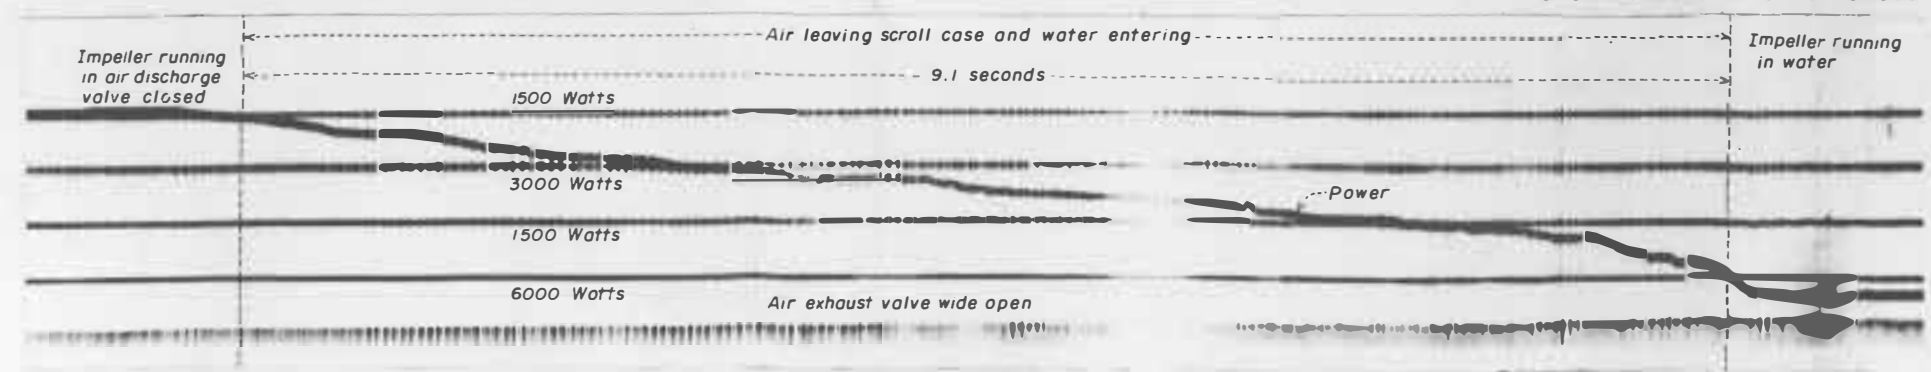 Air leaving scroll case and water entering
Impeller running
in air discharge
valve closed
Impeller running
in water
9.1 seconds
1500 Watts
3000 Watts
Power
1500 Watts
6000 Watts
Air exhaust valve wide open